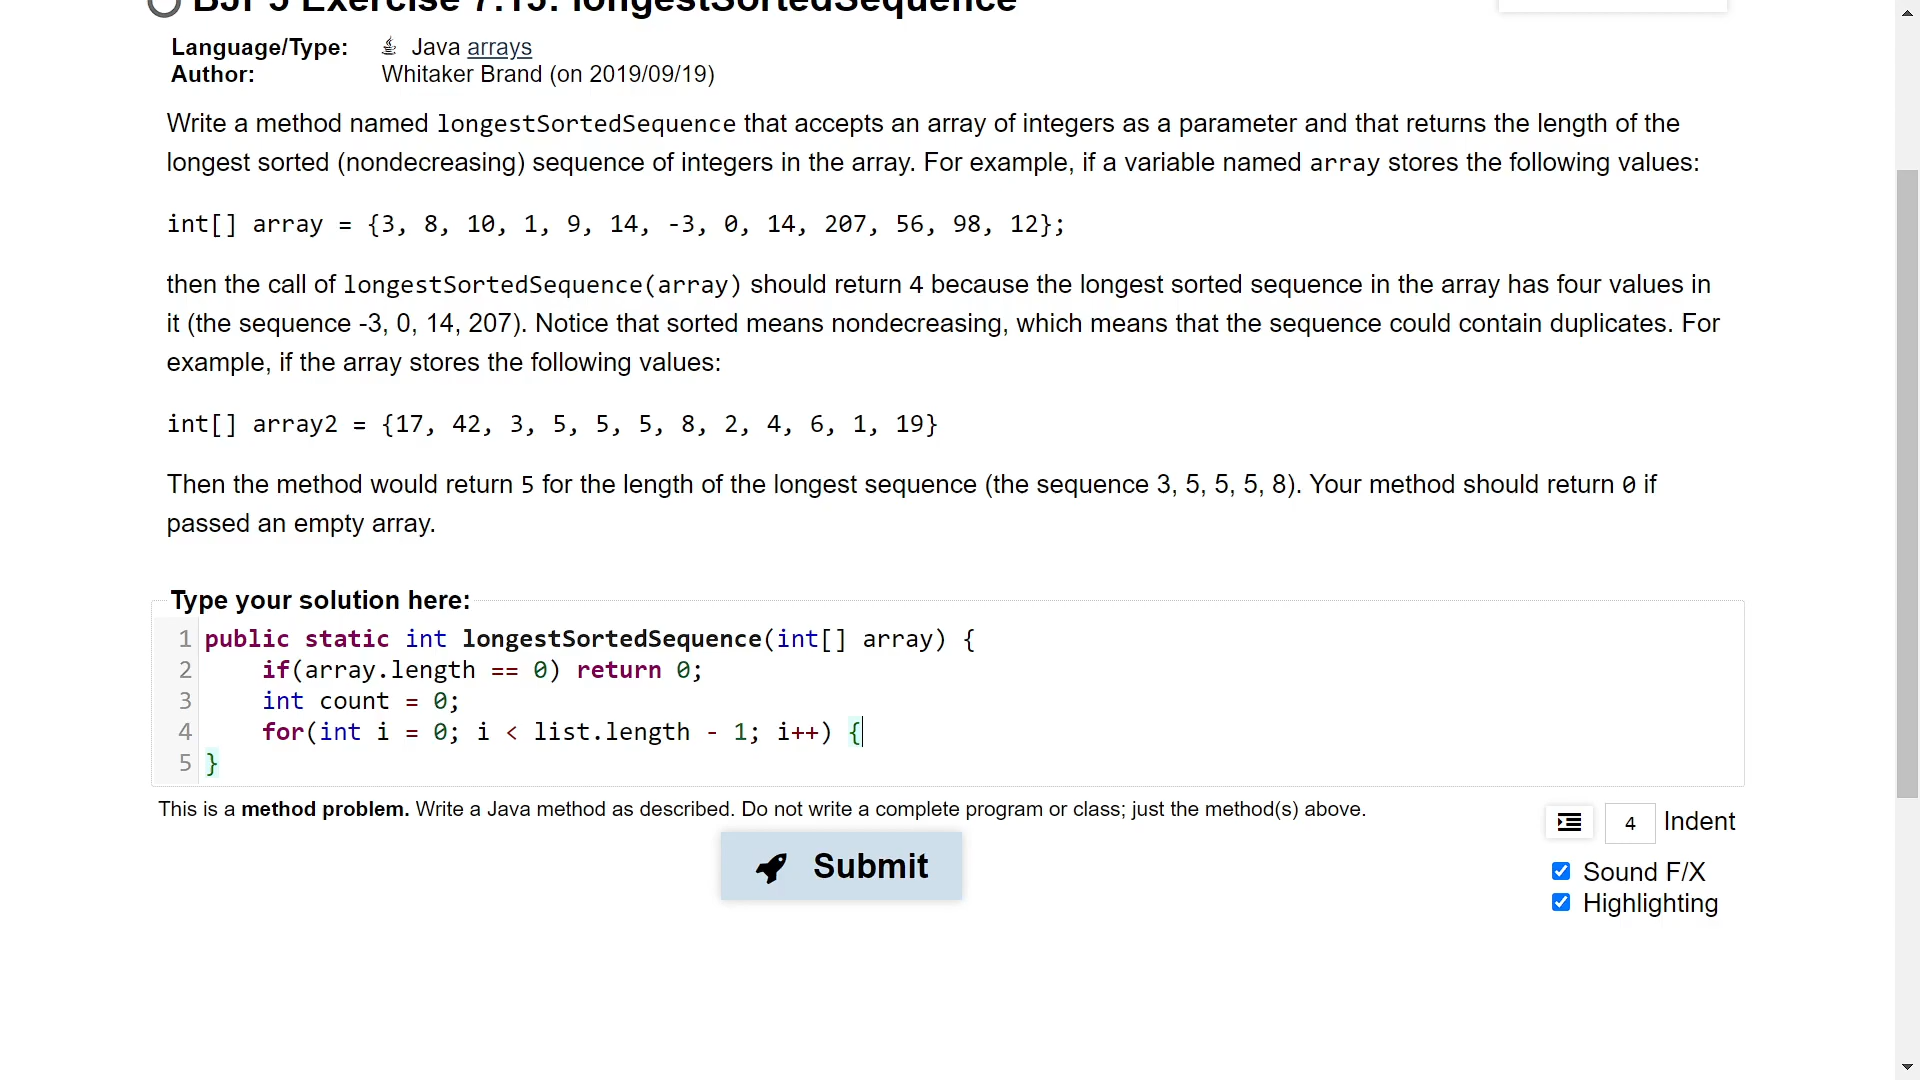 BJP5 Exercise 7.15: longestSortedSequence
Language/Type: Java arrays
Author: Whitaker Brand (on 2019/09/19)
Write a method named longestSortedSequence that accepts an array of integers as a parameter and that returns the length of the
longest sorted (nondecreasing) sequence of integers in the array. For example, if a variable named array stores the following values:
int[] array = {3, 8, 10, 1, 9, 14, -3, 0, 14, 207, 56, 98, 12};
then the call of longestSortedSequence(array) should return 4 because the longest sorted sequence in the array has four values in
it (the sequence -3, 0, 14, 207). Notice that sorted means nondecreasing, which means that the sequence could contain duplicates. For
example, if the array stores the following values:
int[] array2 = {17, 42, 3, 5, 5, 5, 8, 2, 4, 6, 1, 19}
Then the method would return 5 for the length of the longest sequence (the sequence 3, 5, 5, 5, 8). Your method should return 0 if
passed an empty array.
Type your solution here:
1 public static int longestSortedSequence(int[] array) {
2     if(array.length == 0) return 0;
3     int count = 0;
4     for(int i = 0; i < list.length - 1; i++) {
5 }
This is a method problem. Write a Java method as described. Do not write a complete program or class; just the method(s) above.
4 Indent
Submit
Sound F/X
Highlighting